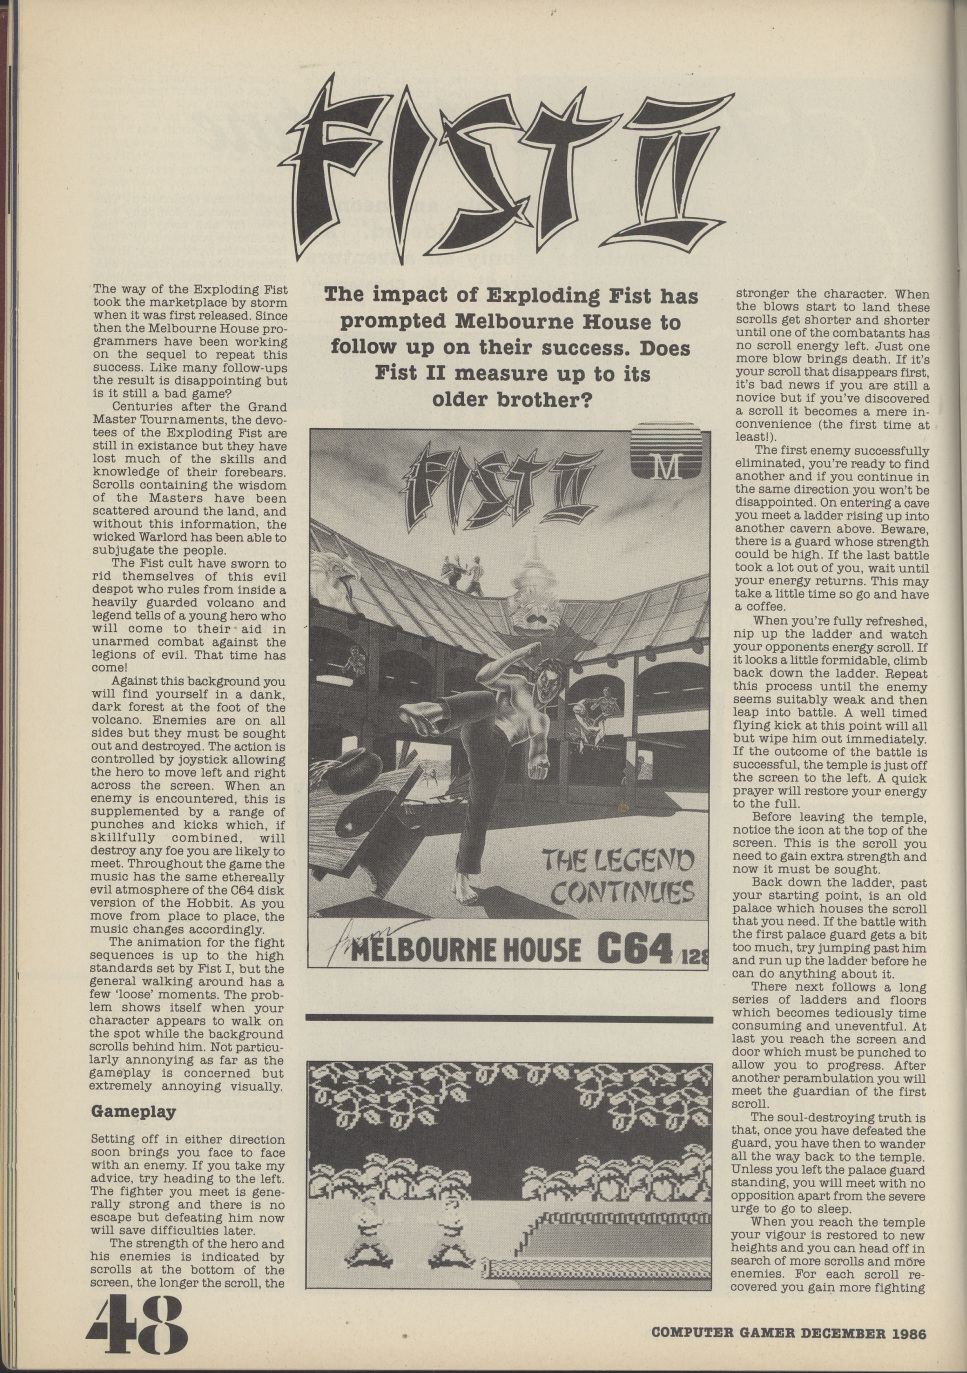 FIST II
The impact of Exploding Fist has
prompted Melbourne House to
follow up on their success. Does
Fist II measure up to its
older brother?
The way of the Exploding Fist
took the marketplace by storm
when it was first released. Since
then the Melbourne House pro-
grammers have been working
on the sequel to repeat this
success. Like many follow-ups
the result is disappointing but
is it still a bad game?
Centuries after the Grand
Master Tournaments, the devo-
tees of the Exploding Fist are
still in existance but they have
lost much of the skills and
knowledge of their forebears.
Scrolls containing the wisdom
of the Masters have been
scattered around the land, and
without this information, the
wicked Warlord has been able to
subjugate the people.
The Fist cult have sworn to
rid themselves of this evil
despot who rules from inside a
heavily guarded volcano and
legend tells of a young hero who
will come to their aid in
unarmed combat against the
legions of evil. That time has
come!
Against this background you
will find yourself in a dank,
dark forest at the foot of the
volcano. Enemies are on all
sides but they must be sought
out and destroyed. The action is
controlled by joystick allowing
the hero to move left and right
across the screen. When an
enemy is encountered, this is
supplemented by a range of
punches and kicks which, if
skillfully combined, will
destroy any foe you are likely to
meet. Throughout the game the
music has the same ethereally
evil atmosphere of the C64 disk
version of the Hobbit. As you
move from place to place, the
music changes accordingly.
The animation for the fight
sequences is up to the high
standards set by Fist I, but the
general walking around has a
few 'loose' moments. The prob-
lem shows itself when your
character appears to walk on
the spot while the background
scrolls behind him. Not particu-
larly annonying as far as the
gameplay is concerned but
extremely annoying visually.
Gameplay
Setting off in either direction
soon brings you face to face
with an enemy. If you take my
advice, try heading to the left.
The fighter you meet is gene-
rally strong and there is no
escape but defeating him now
will save difficulties later.
The strength of the hero and
his enemies is indicated by
scrolls at the bottom of the
screen, the longer the scroll, the
FIST II
M
THE LEGEND
CONTINUES
from
MELBOURNE HOUSE C64/128
stronger the character. When
the blows start to land these
scrolls get shorter and shorter
until one of the combatants has
no scroll energy left. Just one
more blow brings death. If it's
your scroll that disappears first,
it's bad news if you are still a
novice but if you've discovered
a scroll it becomes a mere in-
convenience (the first time at
least!).
The first enemy successfully
eliminated, you're ready to find
another and if you continue in
the same direction you won't be
disappointed. On entering a cave
you meet a ladder rising up into
another cavern above. Beware,
there is a guard whose strength
could be high. If the last battle
took a lot out of you, wait until
your energy returns. This may
take a little time so go and have
a coffee.
When you're fully refreshed,
nip up the ladder and watch
your opponents energy scroll. If
it looks a little formidable, climb
back down the ladder. Repeat
this process until the enemy
seems suitably weak and then
leap into battle. A well timed
flying kick at this point will all
but wipe him out immediately.
If the outcome of the battle is
successful, the temple is just off
the screen to the left. A quick
prayer will restore your energy
to the full.
Before leaving the temple,
notice the icon at the top of the
screen. This is the scroll you
need to gain extra strength and
now it must be sought.
Back down the ladder, past
your starting point, is an old
palace which houses the scroll
that you need. If the battle with
the first palace guard gets a bit
too much, try jumping past him
and run up the ladder before he
can do anything about it.
There next follows a long
series of ladders and floors
which becomes tediously time
consuming and uneventful. At
last you reach the screen and
door which must be punched to
allow you to progress. After
another perambulation you will
meet the guardian of the first
scroll.
The soul-destroying truth is
that, once you have defeated the
guard, you have then to wander
all the way back to the temple.
Unless you left the palace guard
standing, you will meet with no
opposition apart from the severe
urge to go to sleep.
When you reach the temple
your vigour is restored to new
heights and you can head off in
search of more scrolls and more
enemies. For each scroll re-
covered you gain more fighting
48
COMPUTER GAMER DECEMBER 1986